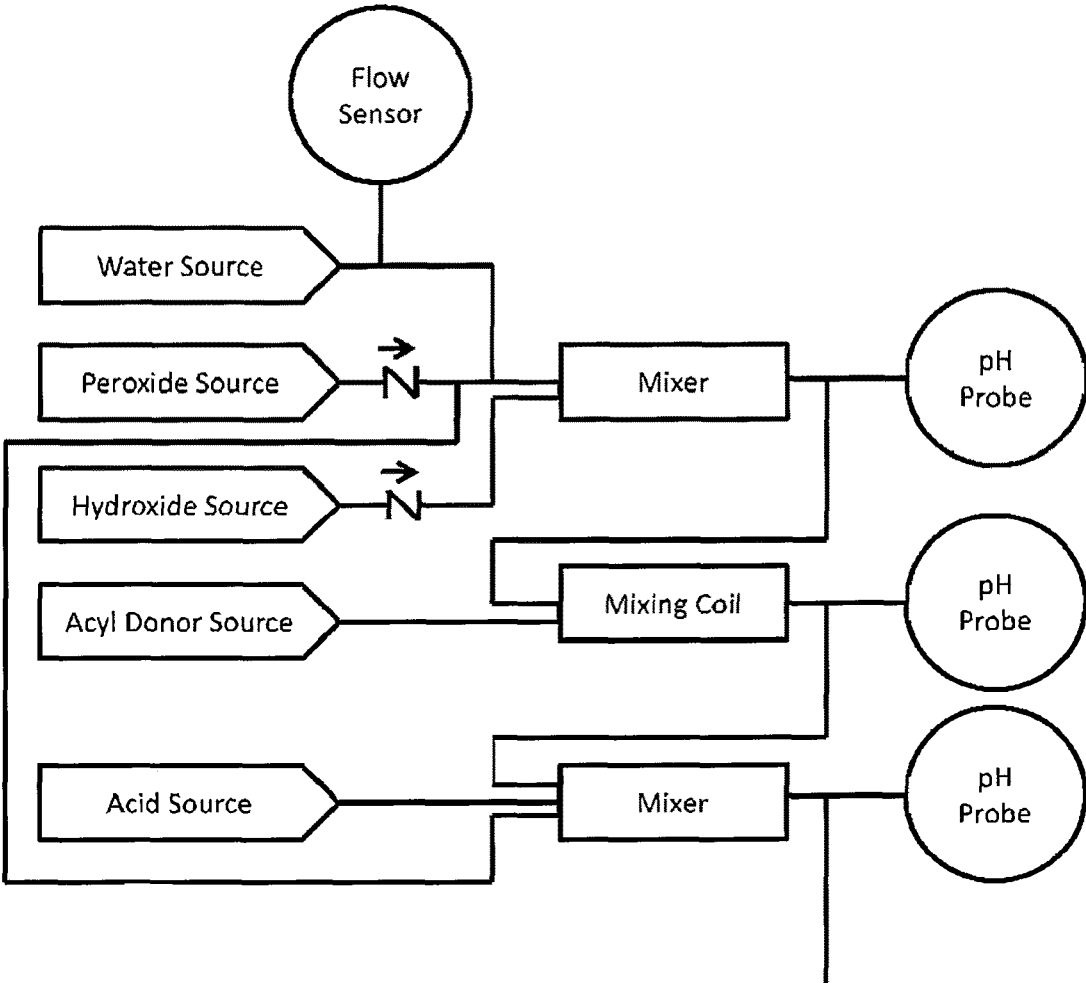 Flow
Sensor
Water Source
Peroxide Source
Mixer
pH
Probe
Hydroxide Source
Acyl Donor Source
Mixing Coil
pH
Probe
Acid Source
Mixer
pH
Probe